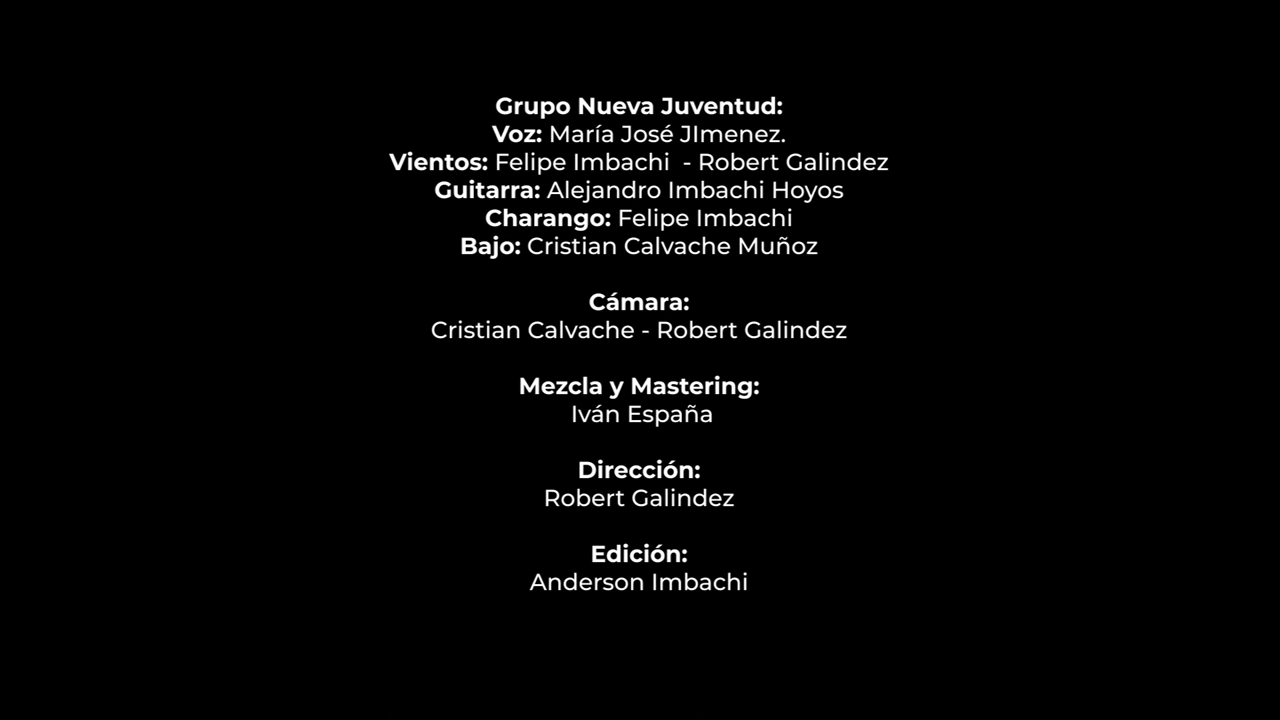 Grupo Nueva Juventud:
Voz: María José JImenez.
Vientos: Felipe Imbachi  - Robert Galindez
Guitarra: Alejandro Imbachi Hoyos
Charango: Felipe Imbachi
Bajo: Cristian Calvache Muñoz
Cámara:
Cristian Calvache - Robert Galindez
Mezcla y Mastering:
Iván España
Dirección:
Robert Galindez
Edición:
Anderson Imbachi